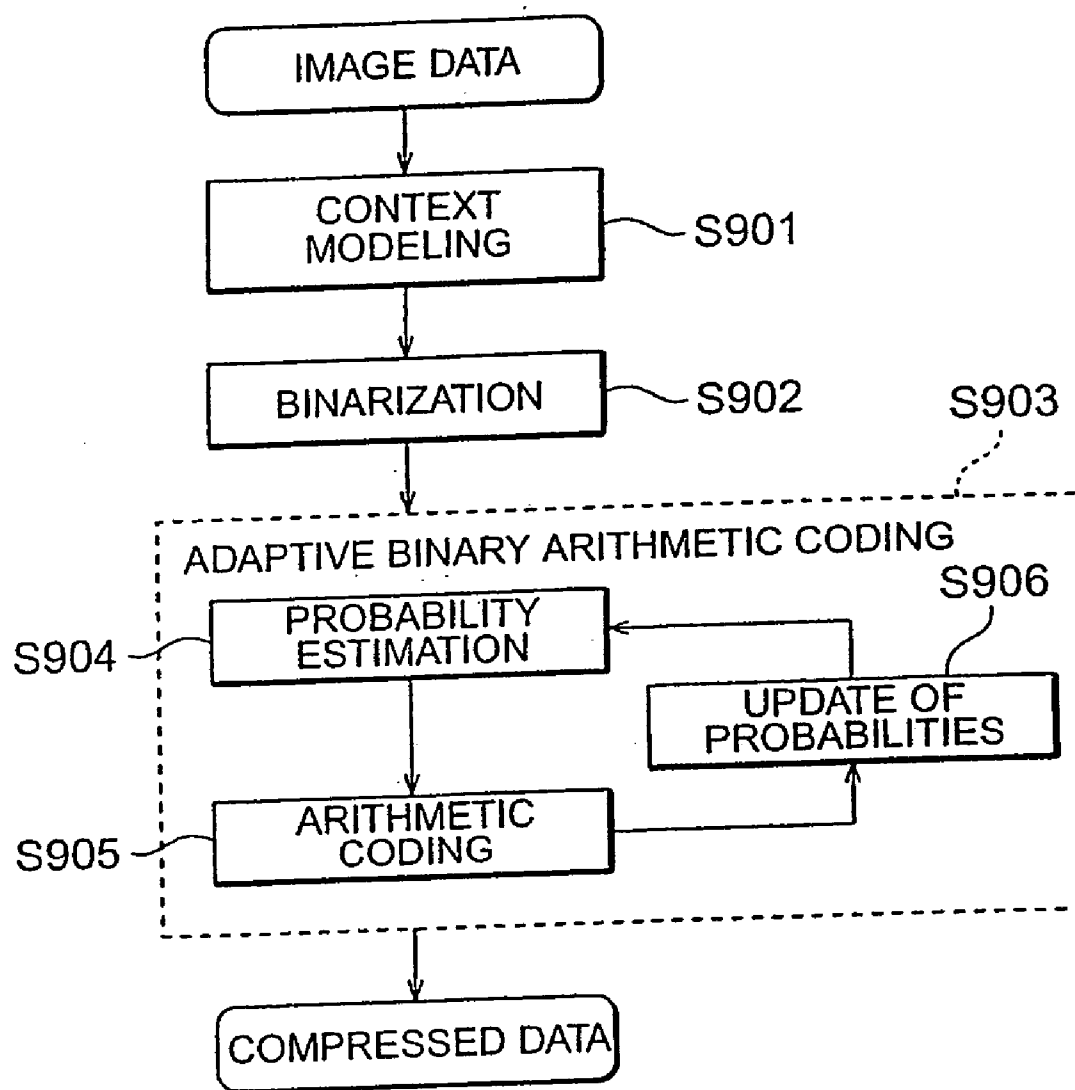 IMAGE DATA
CONTEXT
MODELING
S901
BINARIZATION
S902
S903
ADAPTIVE BINARY ARITHMETIC CODING
S906
PROBABILITY
ESTIMATION
S904
UPDATE OF
PROBABILITIES
ARITHMETIC
CODING
S905
COMPRESSED DATA